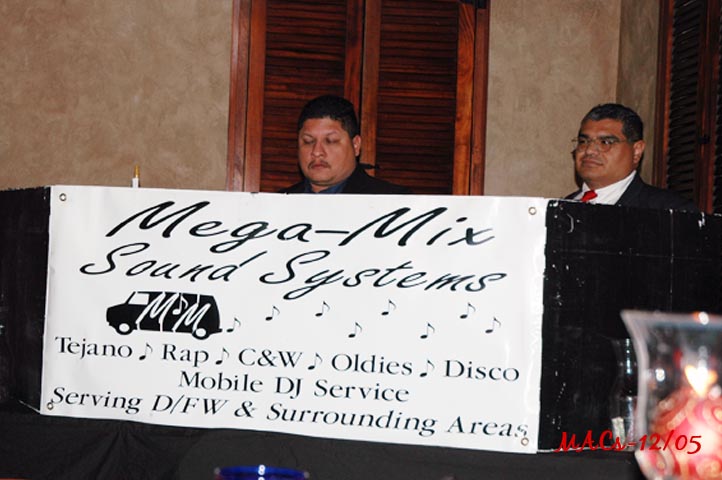 Mega-Mix
Sound Systems
MM
Tejano ♪ Rap ♪ C&W ♪ Oldies ♪ Disco
Mobile DJ Service
Serving D/FW & Surrounding Areas
MACs-12/05